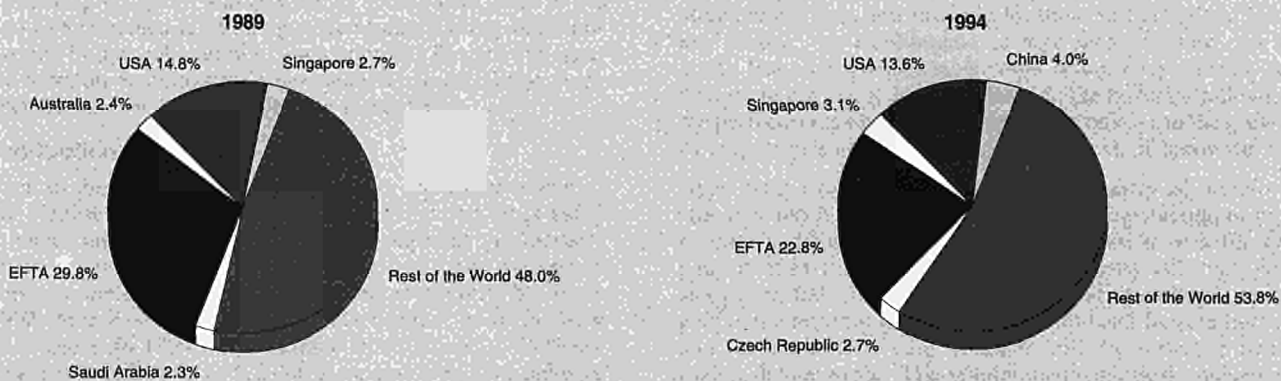 1989
USA 14.8%
Singapore 2.7%
Australia 2.4%
EFTA 29.8%
Rest of the World 48.0%
Saudi Arabia 2.3%
1994
USA 13.6%
China 4.0%
Singapore 3.1%
EFTA 22.8%
Rest of the World 53.8%
Czech Republic 2.7%